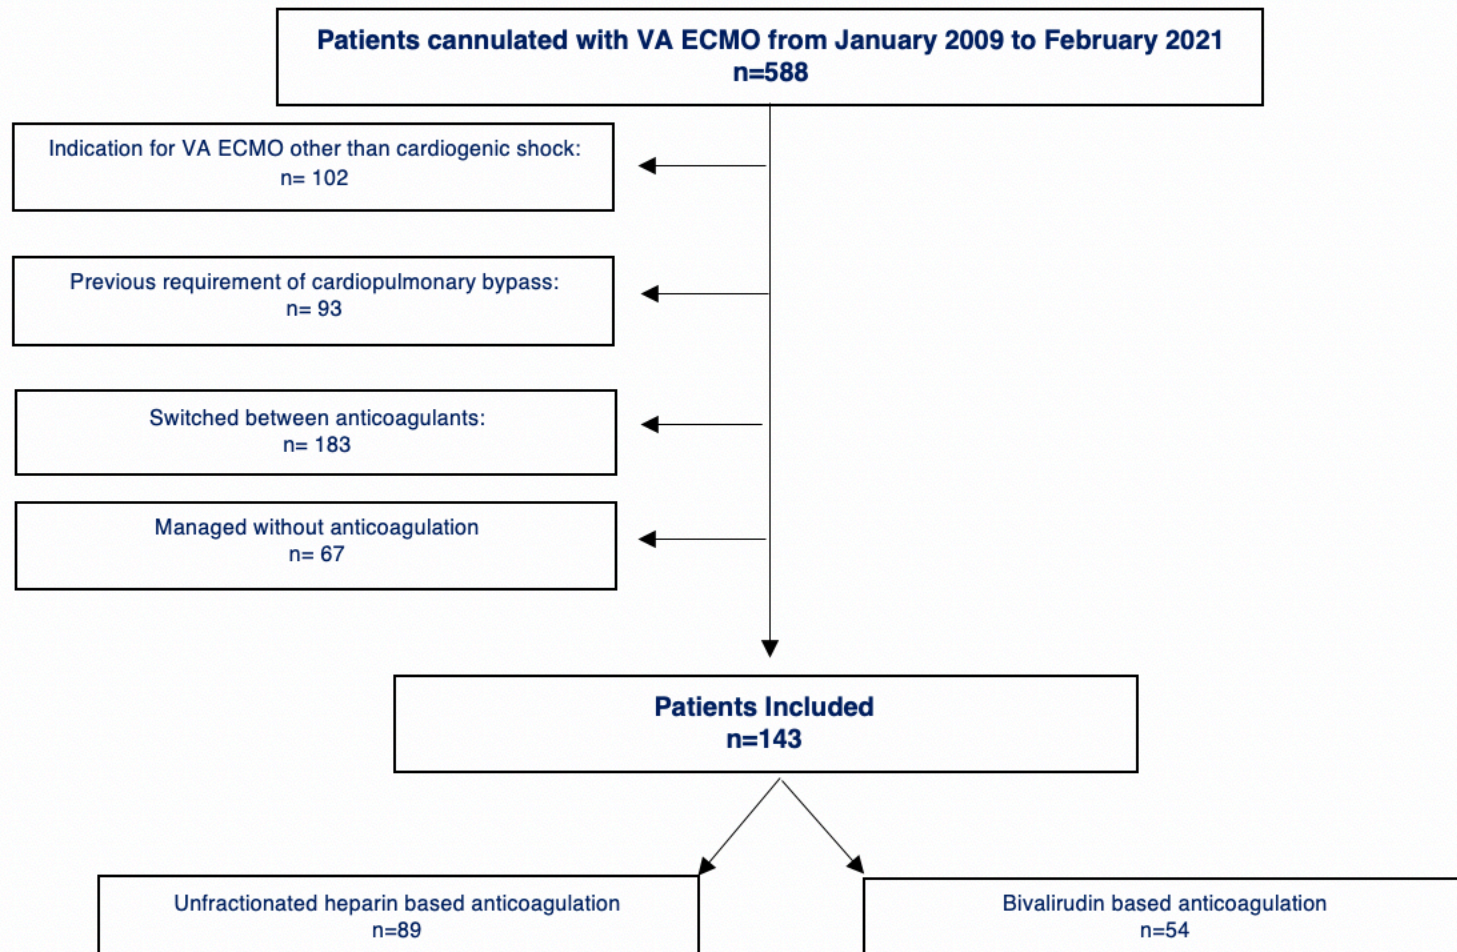 Patients cannulated with VA ECMO from January 2009 to February 2021
n=588
Indication for VA ECMO other than cardiogenic shock:
n= 102
Previous requirement of cardiopulmonary bypass:
n= 93
Switched between anticoagulants:
n= 183
Managed without anticoagulation
n= 67
Patients Included
n=143
Unfractionated heparin based anticoagulation
n=89
Bivalirudin based anticoagulation
n=54